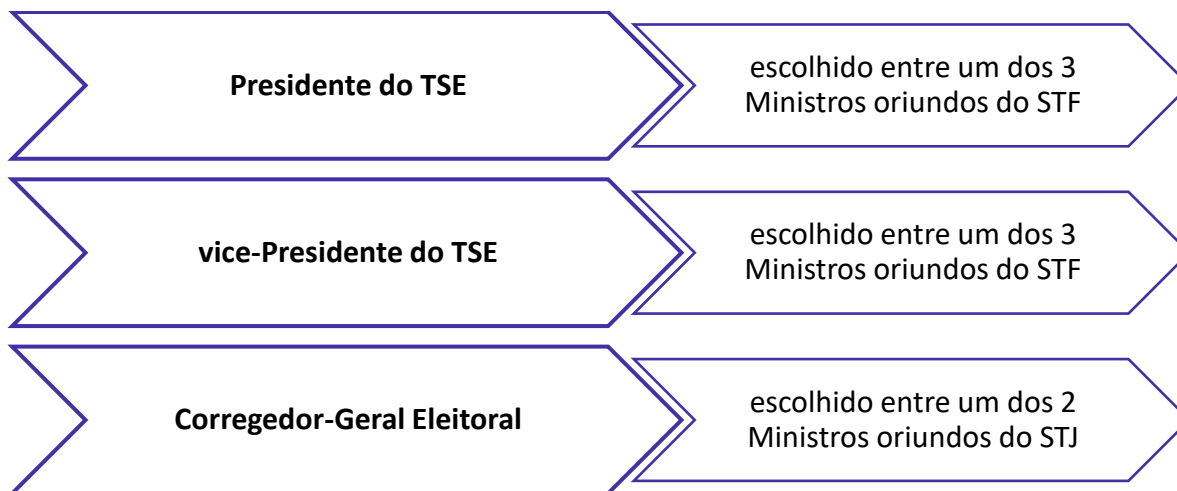 Presidente do TSE
escolhido entre um dos 3
Ministros oriundos do STF
vice-Presidente do TSE
escolhido entre um dos 3
Ministros oriundos do STF
Corregedor-Geral Eleitoral
escolhido entre um dos 2
Ministros oriundos do STJ